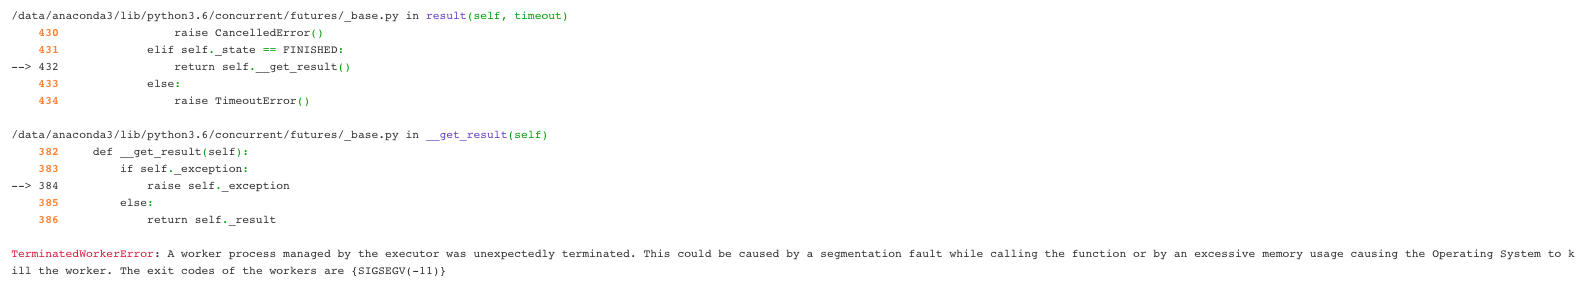 /data/anaconda3/lib/python3.6/concurrent/futures/_base.py in result(self, timeout)
    430                 raise CancelledError()
    431             elif self._state == FINISHED:
--> 432                 return self.__get_result()
    433             else:
    434                 raise TimeoutError()
/data/anaconda3/lib/python3.6/concurrent/futures/_base.py in __get_result(self)
    382     def __get_result(self):
    383         if self._exception:
--> 384             raise self._exception
    385         else:
    386             return self._result
TerminatedWorkerError: A worker process managed by the executor was unexpectedly terminated. This could be caused by a segmentation fault while calling the function or by an excessive memory usage causing the Operating System to k
ill the worker. The exit codes of the workers are {SIGSEGV(-11)}